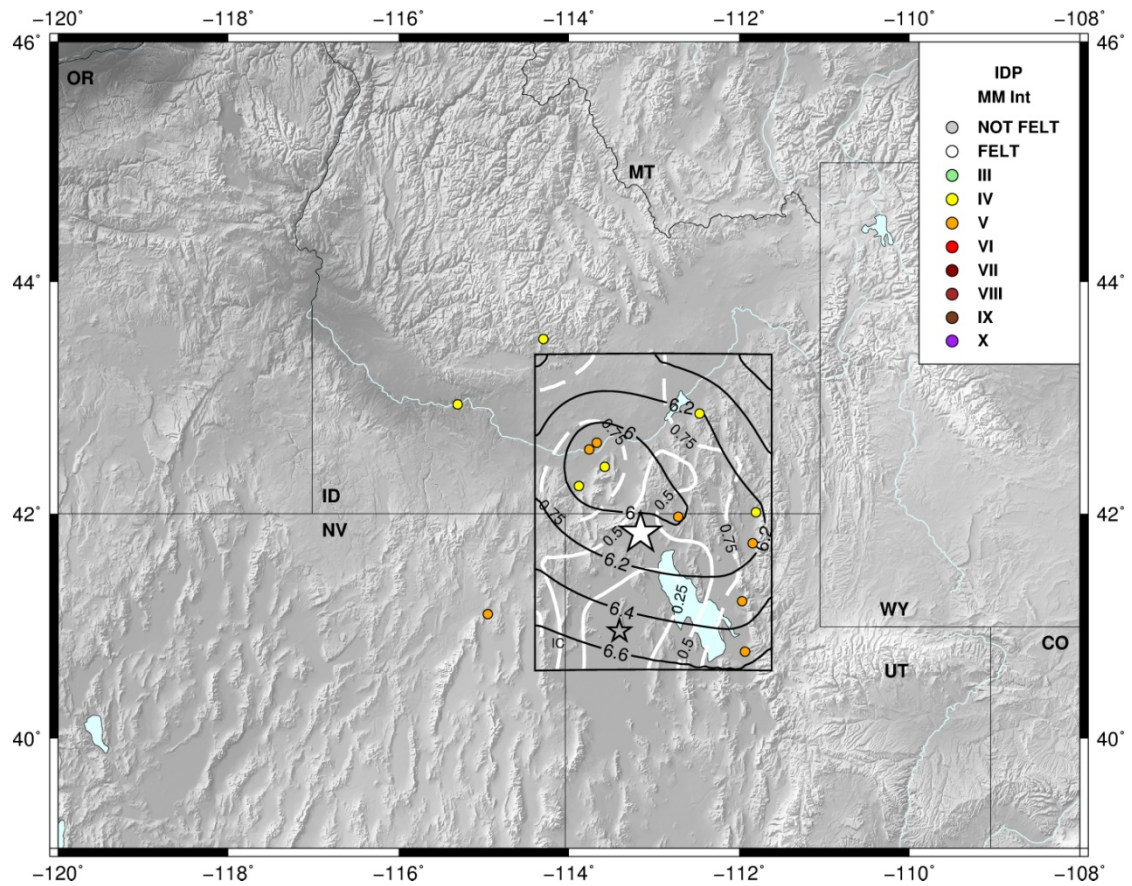 −120˚ −118˚ −116˚ −114˚ −112˚ −110˚ −108˚
46˚ 46˚
OR
IDP
MM Int
NOT FELT
FELT
III
IV
V
VI
VII
VIII
IX
X
MT
44˚ 44˚
6.2
0.75
6
0.75
0.5
ID
0.75
6
42˚ 42˚
NV
0.5
0.75
6.2
6.2
0.25
6.4
WY
IC
6.6
0.5
CO
UT
40˚ 40˚
−120˚ −118˚ −116˚ −114˚ −112˚ −110˚ −108˚